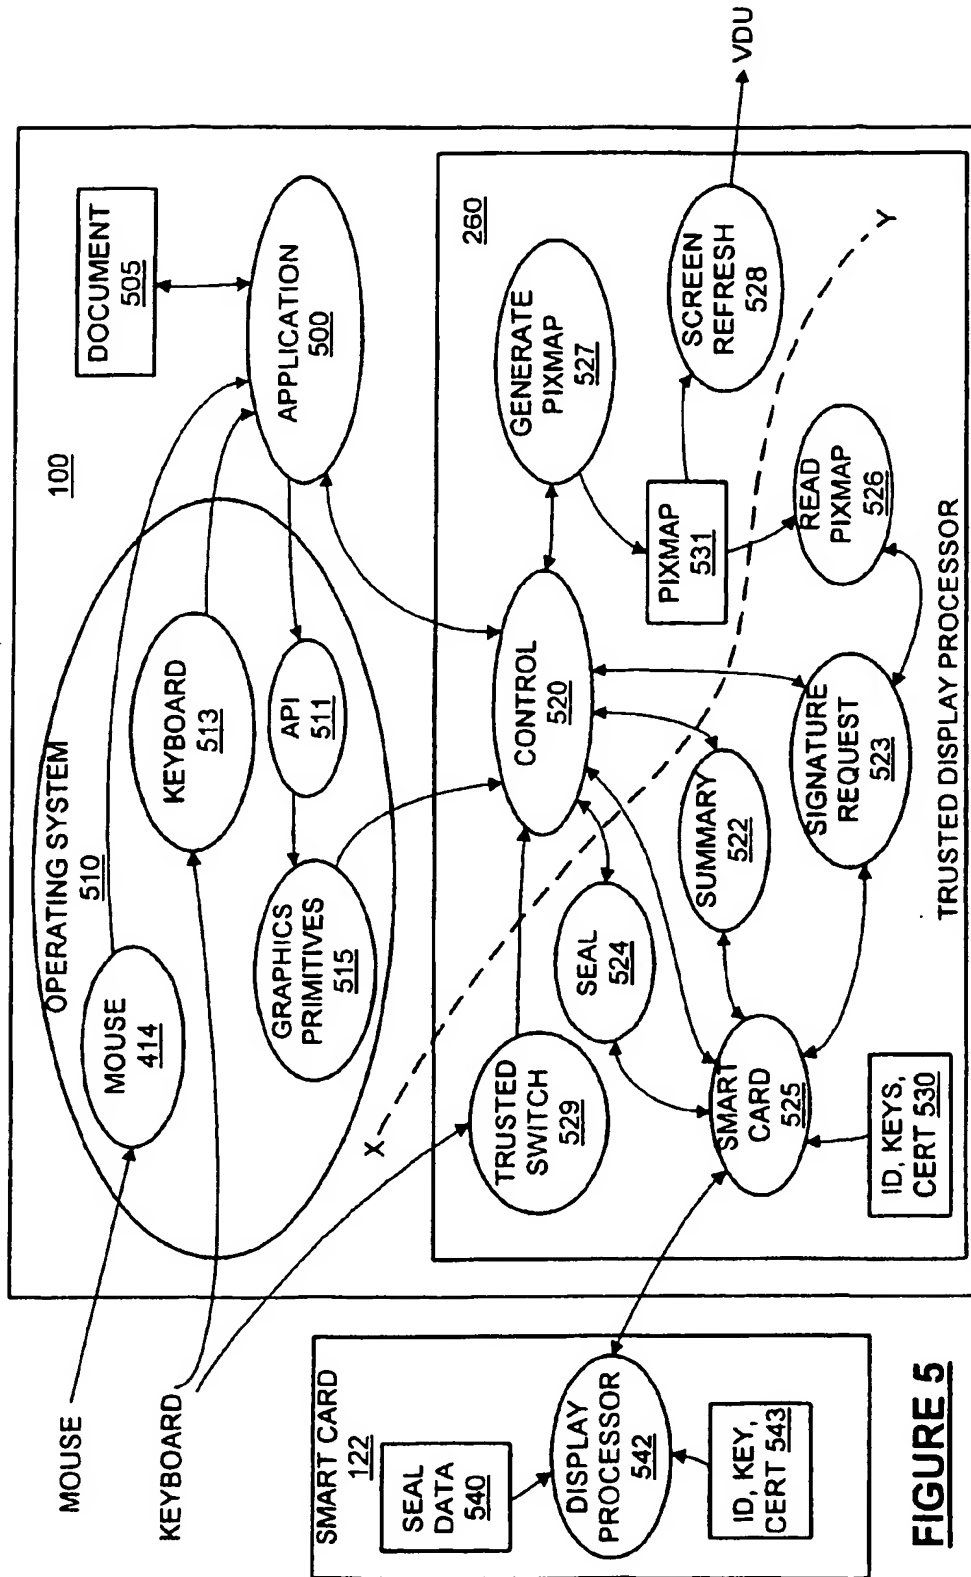 MOUSE
KEYBOARD
OPERATING SYSTEM
510
100
MOUSE
414
KEYBOARD
513
API
511
GRAPHICS
PRIMITIVES
515
DOCUMENT
505
APPLICATION
500
X
260
TRUSTED
SWITCH
529
CONTROL
520
GENERATE
PIXMAP
527
SEAL
524
SUMMARY
522
PIXMAP
531
SCREEN
REFRESH
528
VDU
Y
SMART
CARD
525
SIGNATURE
REQUEST
523
READ
PIXMAP
526
ID, KEYS,
CERT 530
TRUSTED DISPLAY PROCESSOR
SMART CARD
122
SEAL
DATA
540
DISPLAY
PROCESSOR
542
ID, KEY,
CERT 543
FIGURE 5